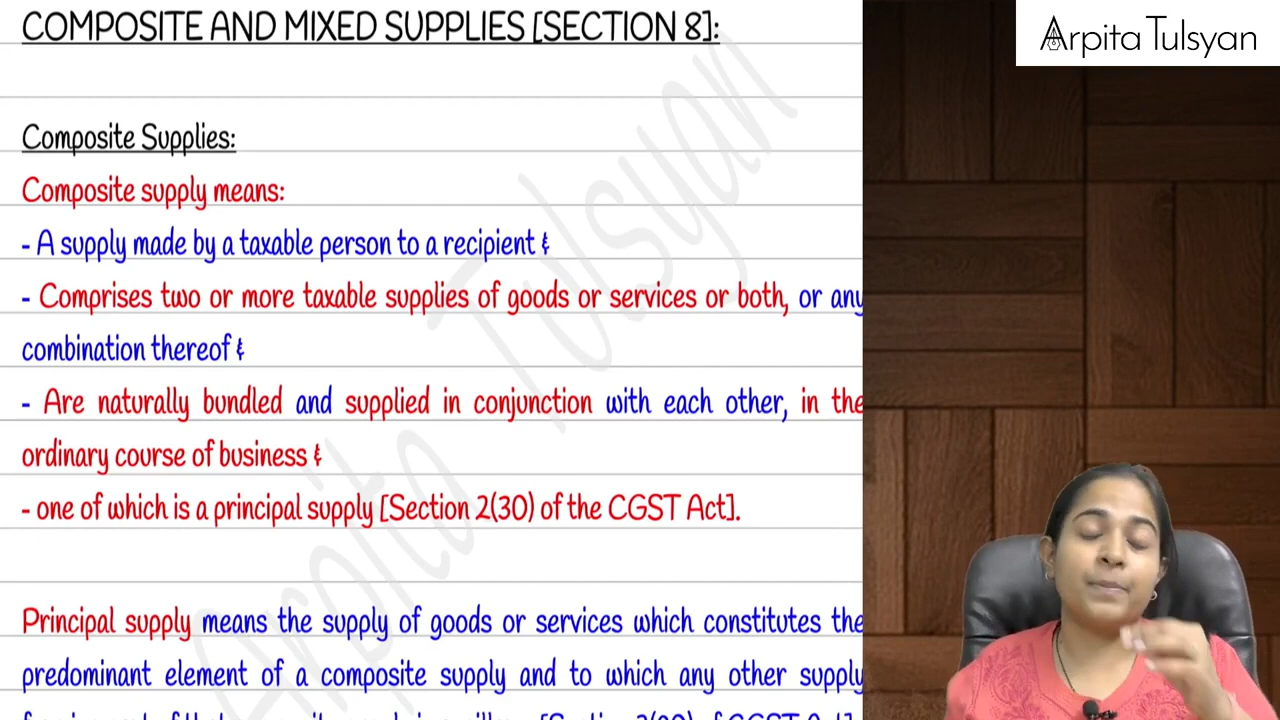 COMPOSITE AND MIXED SUPPLIES [SECTION 8]:
Arpita Tulsyan
Composite Supplies:
Composite supply means:
- A supply made by a taxable person to a recipient &
- Comprises two or more taxable supplies of goods or services or both, or any
combination thereof &
- Are naturally bundled and supplied in conjunction with each other, in the
ordinary course of business &
- one of which is a principal supply [Section 2(30) of the CGST Act].
Principal supply means the supply of goods or services which constitutes the
predominant element of a composite supply and to which any other supply
Arpita Tulsyan